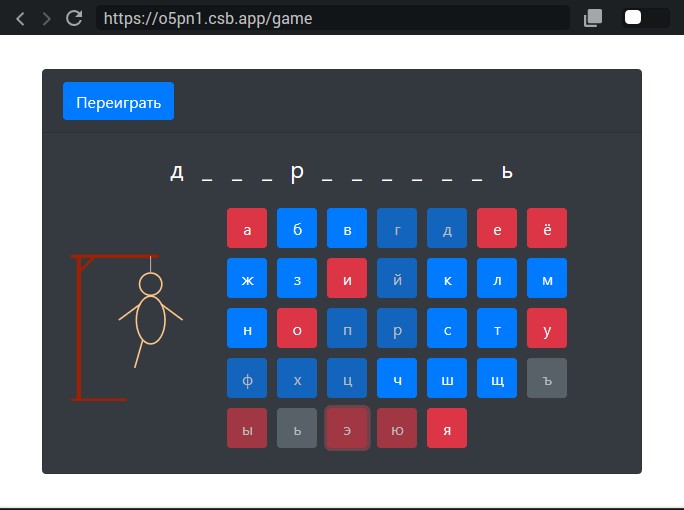 https://o5pn1.csb.app/game
Переиграть
д _ _ _ р _ _ _ _ _ _ ь
а б в г д е ё
ж з и й к л м
н о п р с т у
ф х ц ч ш щ ъ
ы ь э ю я